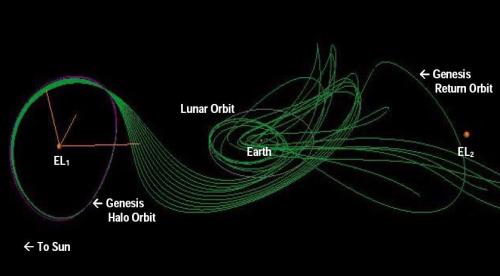 ← Genesis
Return Orbit
Lunar Orbit
Earth
EL₂
EL₁
← Genesis
Halo Orbit
← To Sun